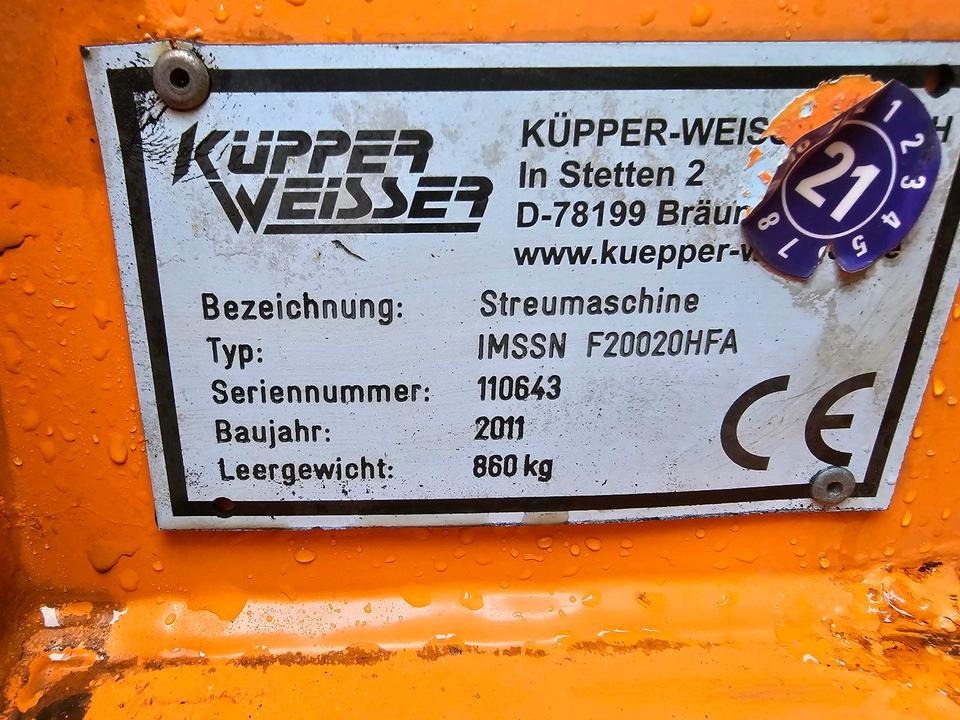 KÜPPER
WEISSER
KÜPPER-WEIS H
In Stetten 2
D-78199 Bräun
www.kuepper-w e
Bezeichnung: Streumaschine
Typ: IMSSN F20020HFA
Seriennummer: 110643
Baujahr: 2011
Leergewicht: 860 kg
CE
21
1 2 3 4 5 6 7 8